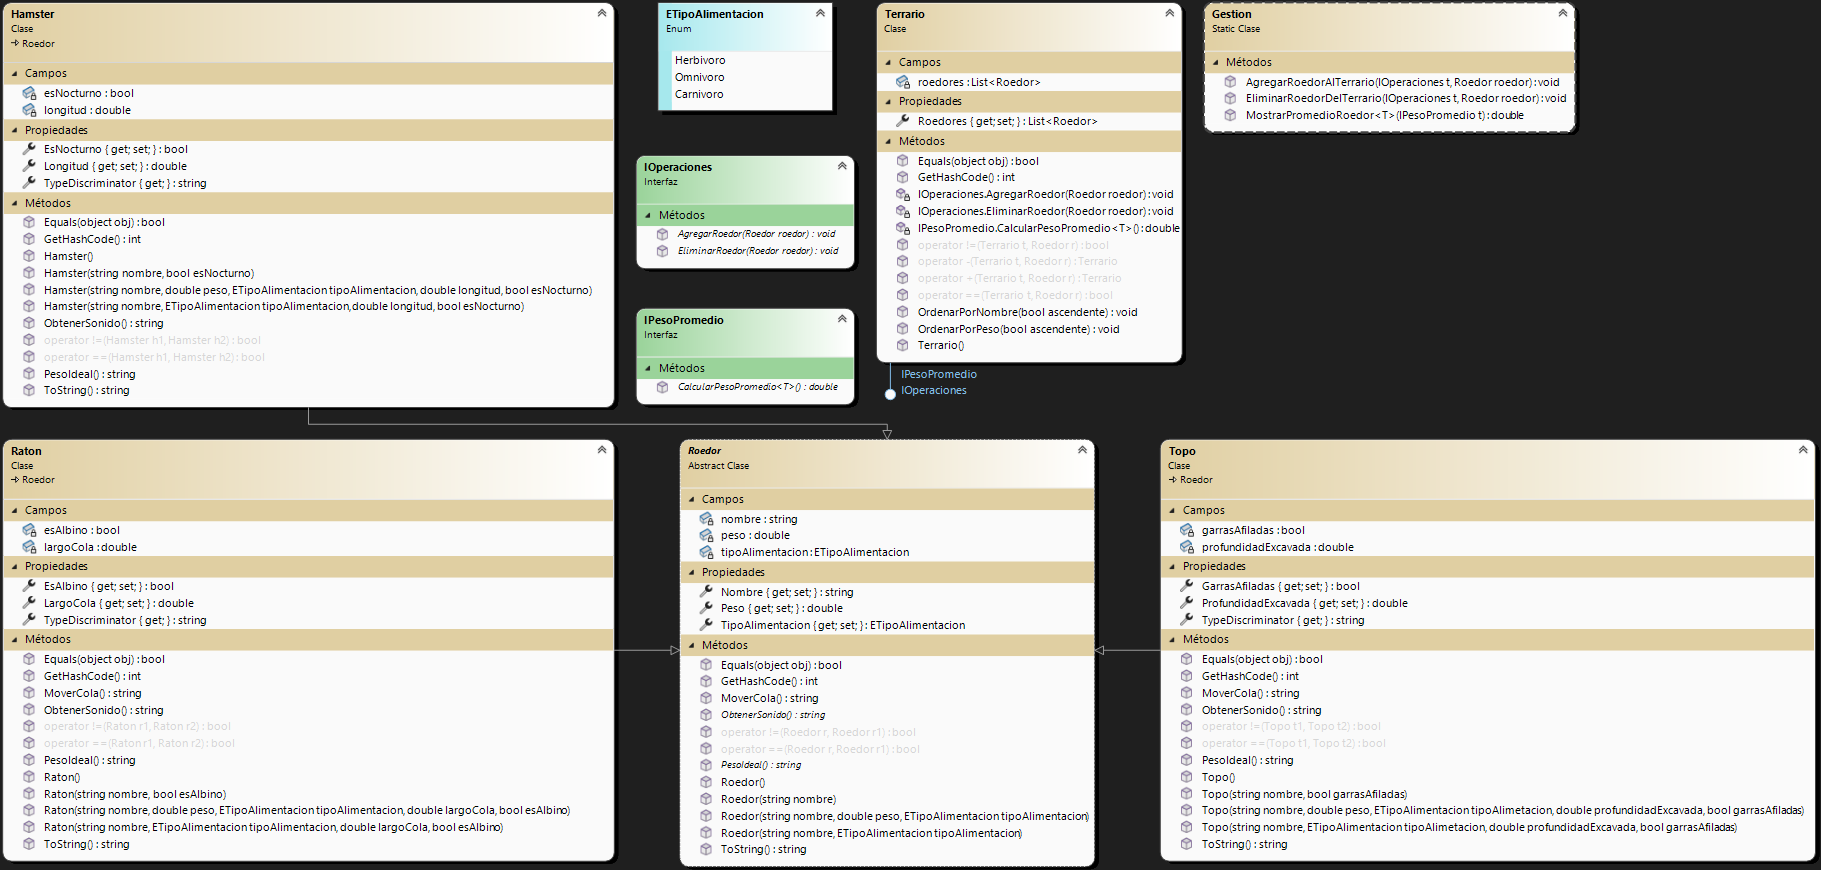 Hamster
Clase
Roedor
Campos
esNocturno : bool
longitud : double
Propiedades
EsNocturno { get; set; } : bool
Longitud { get; set; } : double
TypeDiscriminator { get; } : string
Métodos
Equals(object obj) : bool
GetHashCode() : int
Hamster()
Hamster(string nombre, bool esNocturno)
Hamster(string nombre, double peso, ETipoAlimentacion tipoAlimentacion, double longitud, bool esNocturno)
Hamster(string nombre, ETipoAlimentacion tipoAlimentacion, double longitud, bool esNocturno)
ObtenerSonido() : string
operator !=(Hamster h1, Hamster h2) : bool
operator ==(Hamster h1, Hamster h2) : bool
PesoIdeal() : string
ToString() : string
ETipoAlimentacion
Enum
Herbivoro
Omnivoro
Carnivoro
IOperaciones
Interfaz
Métodos
AgregarRoedor(Roedor roedor) : void
EliminarRoedor(Roedor roedor) : void
IPesoPromedio
Interfaz
Métodos
CalcularPesoPromedio<T>() : double
Terrario
Clase
Campos
roedores : List<Roedor>
Propiedades
Roedores { get; set; } : List<Roedor>
Métodos
Equals(object obj) : bool
GetHashCode() : int
IOperaciones.AgregarRoedor(Roedor roedor) : void
IOperaciones.EliminarRoedor(Roedor roedor) : void
IPesoPromedio.CalcularPesoPromedio<T>() : double
operator !=(Terrario t, Roedor r) : bool
operator -(Terrario t, Roedor r) : Terrario
operator +(Terrario t, Roedor r) : Terrario
operator ==(Terrario t, Roedor r) : bool
OrdenarPorNombre(bool ascendente) : void
OrdenarPorPeso(bool ascendente) : void
Terrario()
IPesoPromedio
IOperaciones
Gestion
Static Clase
Métodos
AgregarRoedorAlTerrario(IOperaciones t, Roedor roedor) : void
EliminarRoedorDelTerrario(IOperaciones t, Roedor roedor) : void
MostrarPromedioRoedor<T>(IPesoPromedio t) : double
Raton
Clase
Roedor
Campos
esAlbino : bool
largoCola : double
Propiedades
EsAlbino { get; set; } : bool
LargoCola { get; set; } : double
TypeDiscriminator { get; } : string
Métodos
Equals(object obj) : bool
GetHashCode() : int
MoverCola() : string
ObtenerSonido() : string
operator !=(Raton r1, Raton r2) : bool
operator ==(Raton r1, Raton r2) : bool
PesoIdeal() : string
Raton()
Raton(string nombre, bool esAlbino)
Raton(string nombre, double peso, ETipoAlimentacion tipoAlimentacion, double largoCola, bool esAlbino)
Raton(string nombre, ETipoAlimentacion tipoAlimentacion, double largoCola, bool esAlbino)
ToString() : string
Roedor
Abstract Clase
Campos
nombre : string
peso : double
tipoAlimentacion : ETipoAlimentacion
Propiedades
Nombre { get; set; } : string
Peso { get; set; } : double
TipoAlimentacion { get; set; } : ETipoAlimentacion
Métodos
Equals(object obj) : bool
GetHashCode() : int
MoverCola() : string
ObtenerSonido() : string
operator !=(Roedor r, Roedor r1) : bool
operator ==(Roedor r, Roedor r1) : bool
PesoIdeal() : string
Roedor()
Roedor(string nombre)
Roedor(string nombre, double peso, ETipoAlimentacion tipoAlimentacion)
Roedor(string nombre, ETipoAlimentacion tipoAlimentacion)
ToString() : string
Topo
Clase
Roedor
Campos
garrasAfiladas : bool
profundidadExcavada : double
Propiedades
GarrasAfiladas { get; set; } : bool
ProfundidadExcavada { get; set; } : double
TypeDiscriminator { get; } : string
Métodos
Equals(object obj) : bool
GetHashCode() : int
MoverCola() : string
ObtenerSonido() : string
operator !=(Topo t1, Topo t2) : bool
operator ==(Topo t1, Topo t2) : bool
PesoIdeal() : string
Topo()
Topo(string nombre, bool garrasAfiladas)
Topo(string nombre, double peso, ETipoAlimentacion tipoAlimetacion, double profundidadExcavada, bool garrasAfiladas)
Topo(string nombre, ETipoAlimentacion tipoAlimetacion, double profundidadExcavada, bool garrasAfiladas)
ToString() : string